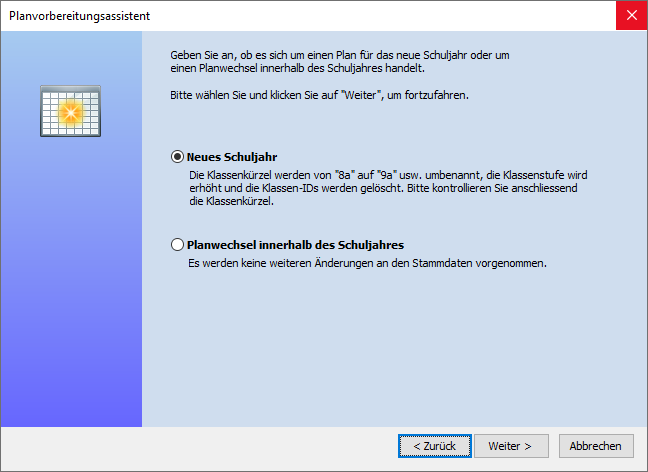 Planvorbereitungsassistent
Geben Sie an, ob es sich um einen Plan für das neue Schuljahr oder um
einen Planwechsel innerhalb des Schuljahres handelt.
Bitte wählen Sie und klicken Sie auf "Weiter", um fortzufahren.
Neues Schuljahr
Die Klassenkürzel werden von "8a" auf "9a" usw. umbenannt, die Klassenstufe wird
erhöht und die Klassen-IDs werden gelöscht. Bitte kontrollieren Sie anschliessend
die Klassenkürzel.
Planwechsel innerhalb des Schuljahres
Es werden keine weiteren Änderungen an den Stammdaten vorgenommen.
< Zurück Weiter > Abbrechen